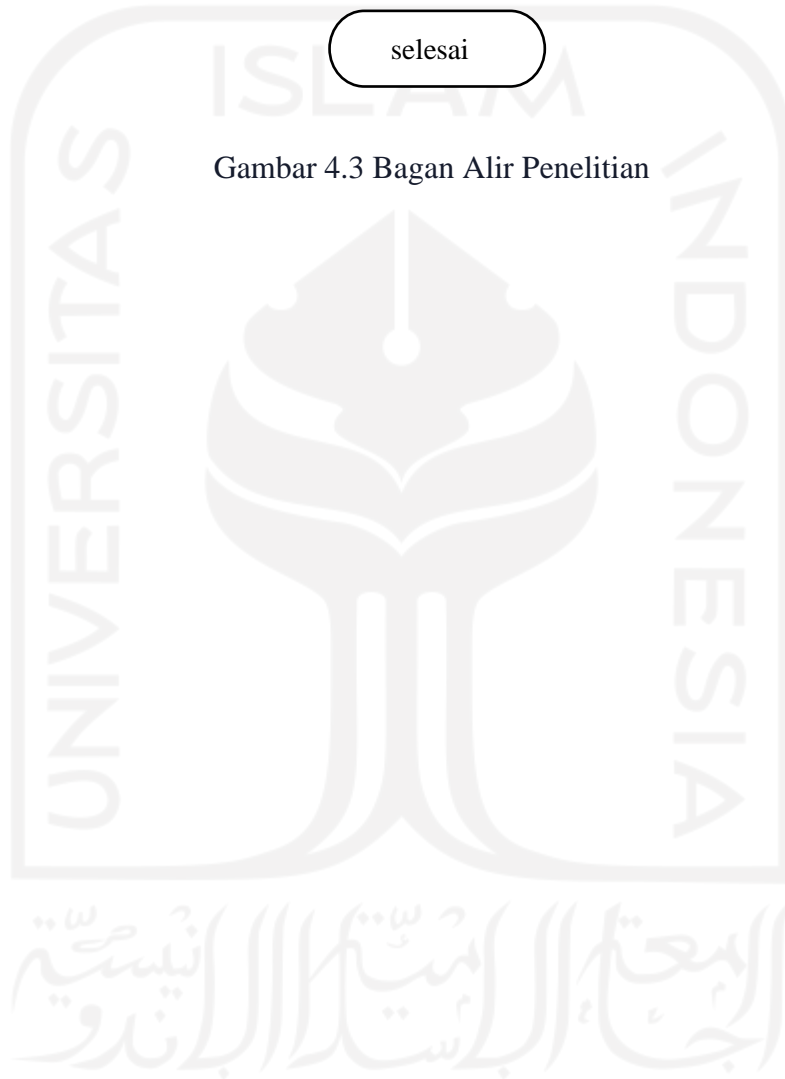 selesai
Gambar 4.3 Bagan Alir Penelitian
UNIVERSITAS
ISLAM
INDONESIA